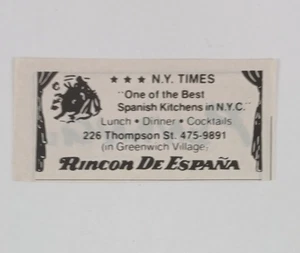 ★ ★ ★ N.Y. TIMES
"One of the Best
Spanish Kitchens in N.Y.C."
Lunch • Dinner • Cocktails
226 Thompson St. 475-9891
(in Greenwich Village)
RINCON DE ESPAÑA